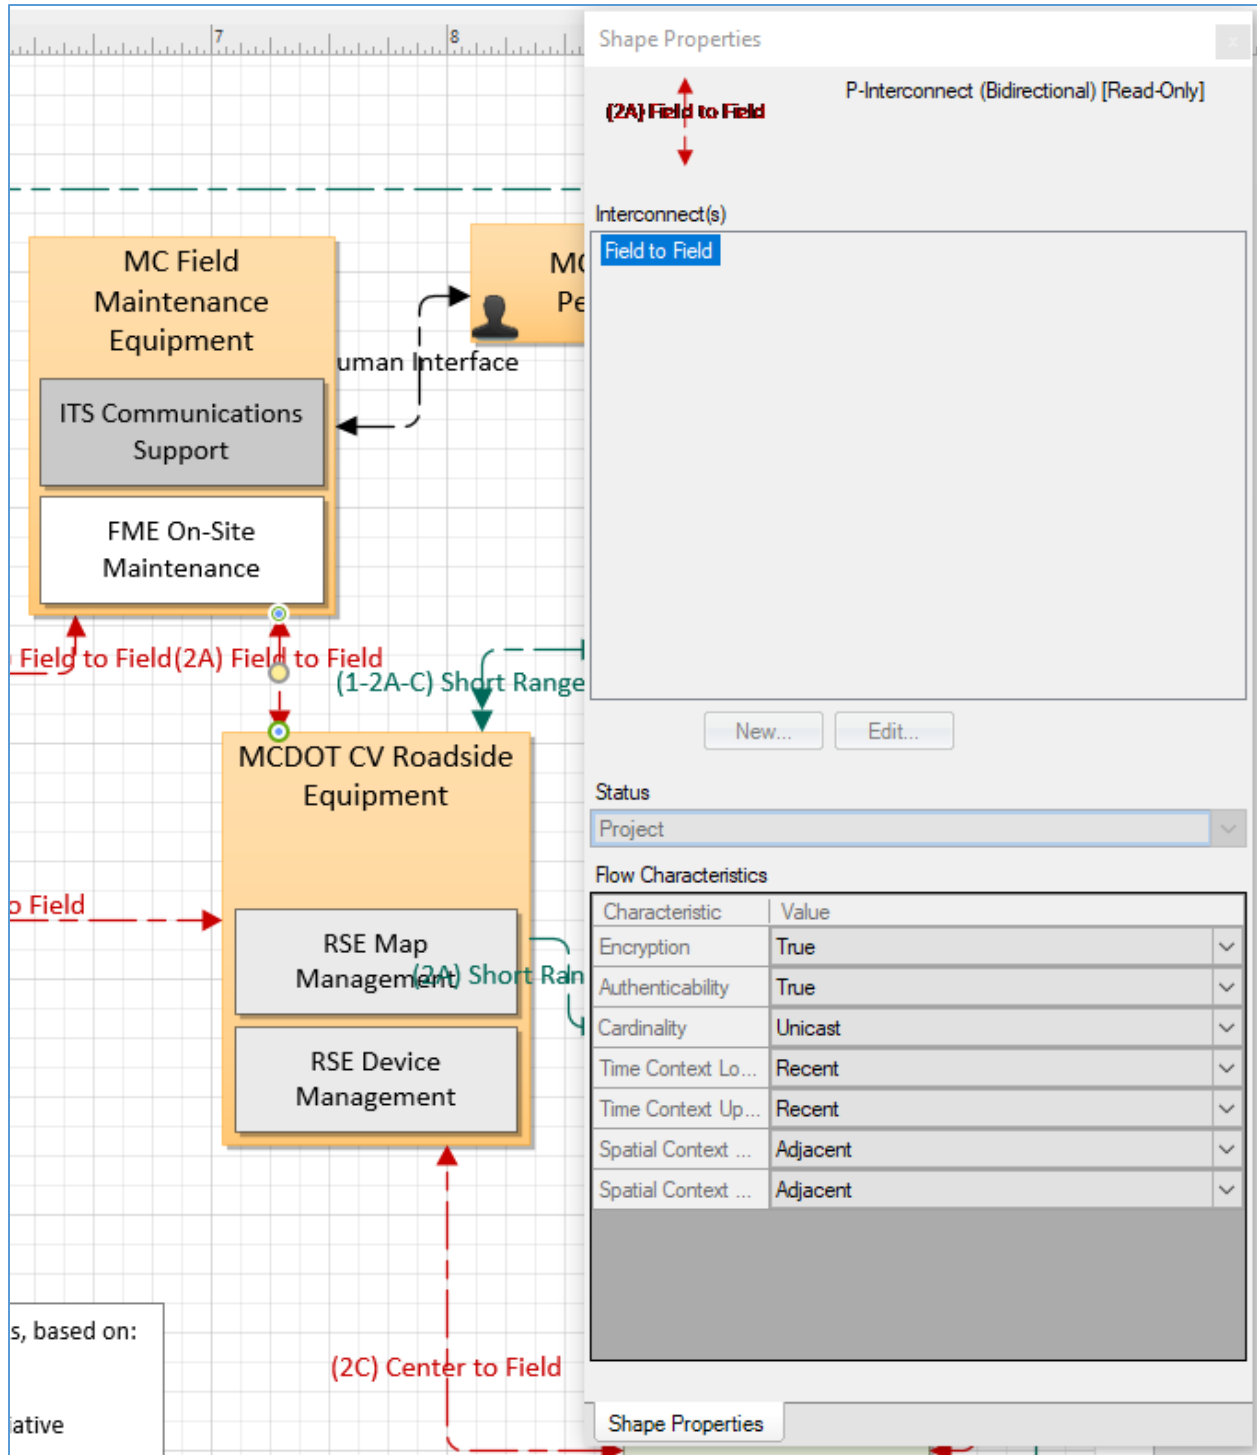 7
8
MC Field
Maintenance
Equipment
ITS Communications
Support
FME On-Site
Maintenance
MC
Pe
uman Interface
Field to Field
(2A) Field to Field
(1-2A-C) Short Range
MCDOT CV Roadside
Equipment
o Field
RSE Map
Management
(2A) Short Ran
RSE Device
Management
s, based on:
(2C) Center to Field
iative
Shape Properties
x
(2A) Field to Field
P-Interconnect (Bidirectional) [Read-Only]
Interconnect(s)
Field to Field
New...
Edit...
Status
Project
Flow Characteristics
Characteristic Value
Encryption True
Authenticability True
Cardinality Unicast
Time Context Lo... Recent
Time Context Up... Recent
Spatial Context ... Adjacent
Spatial Context ... Adjacent
Shape Properties